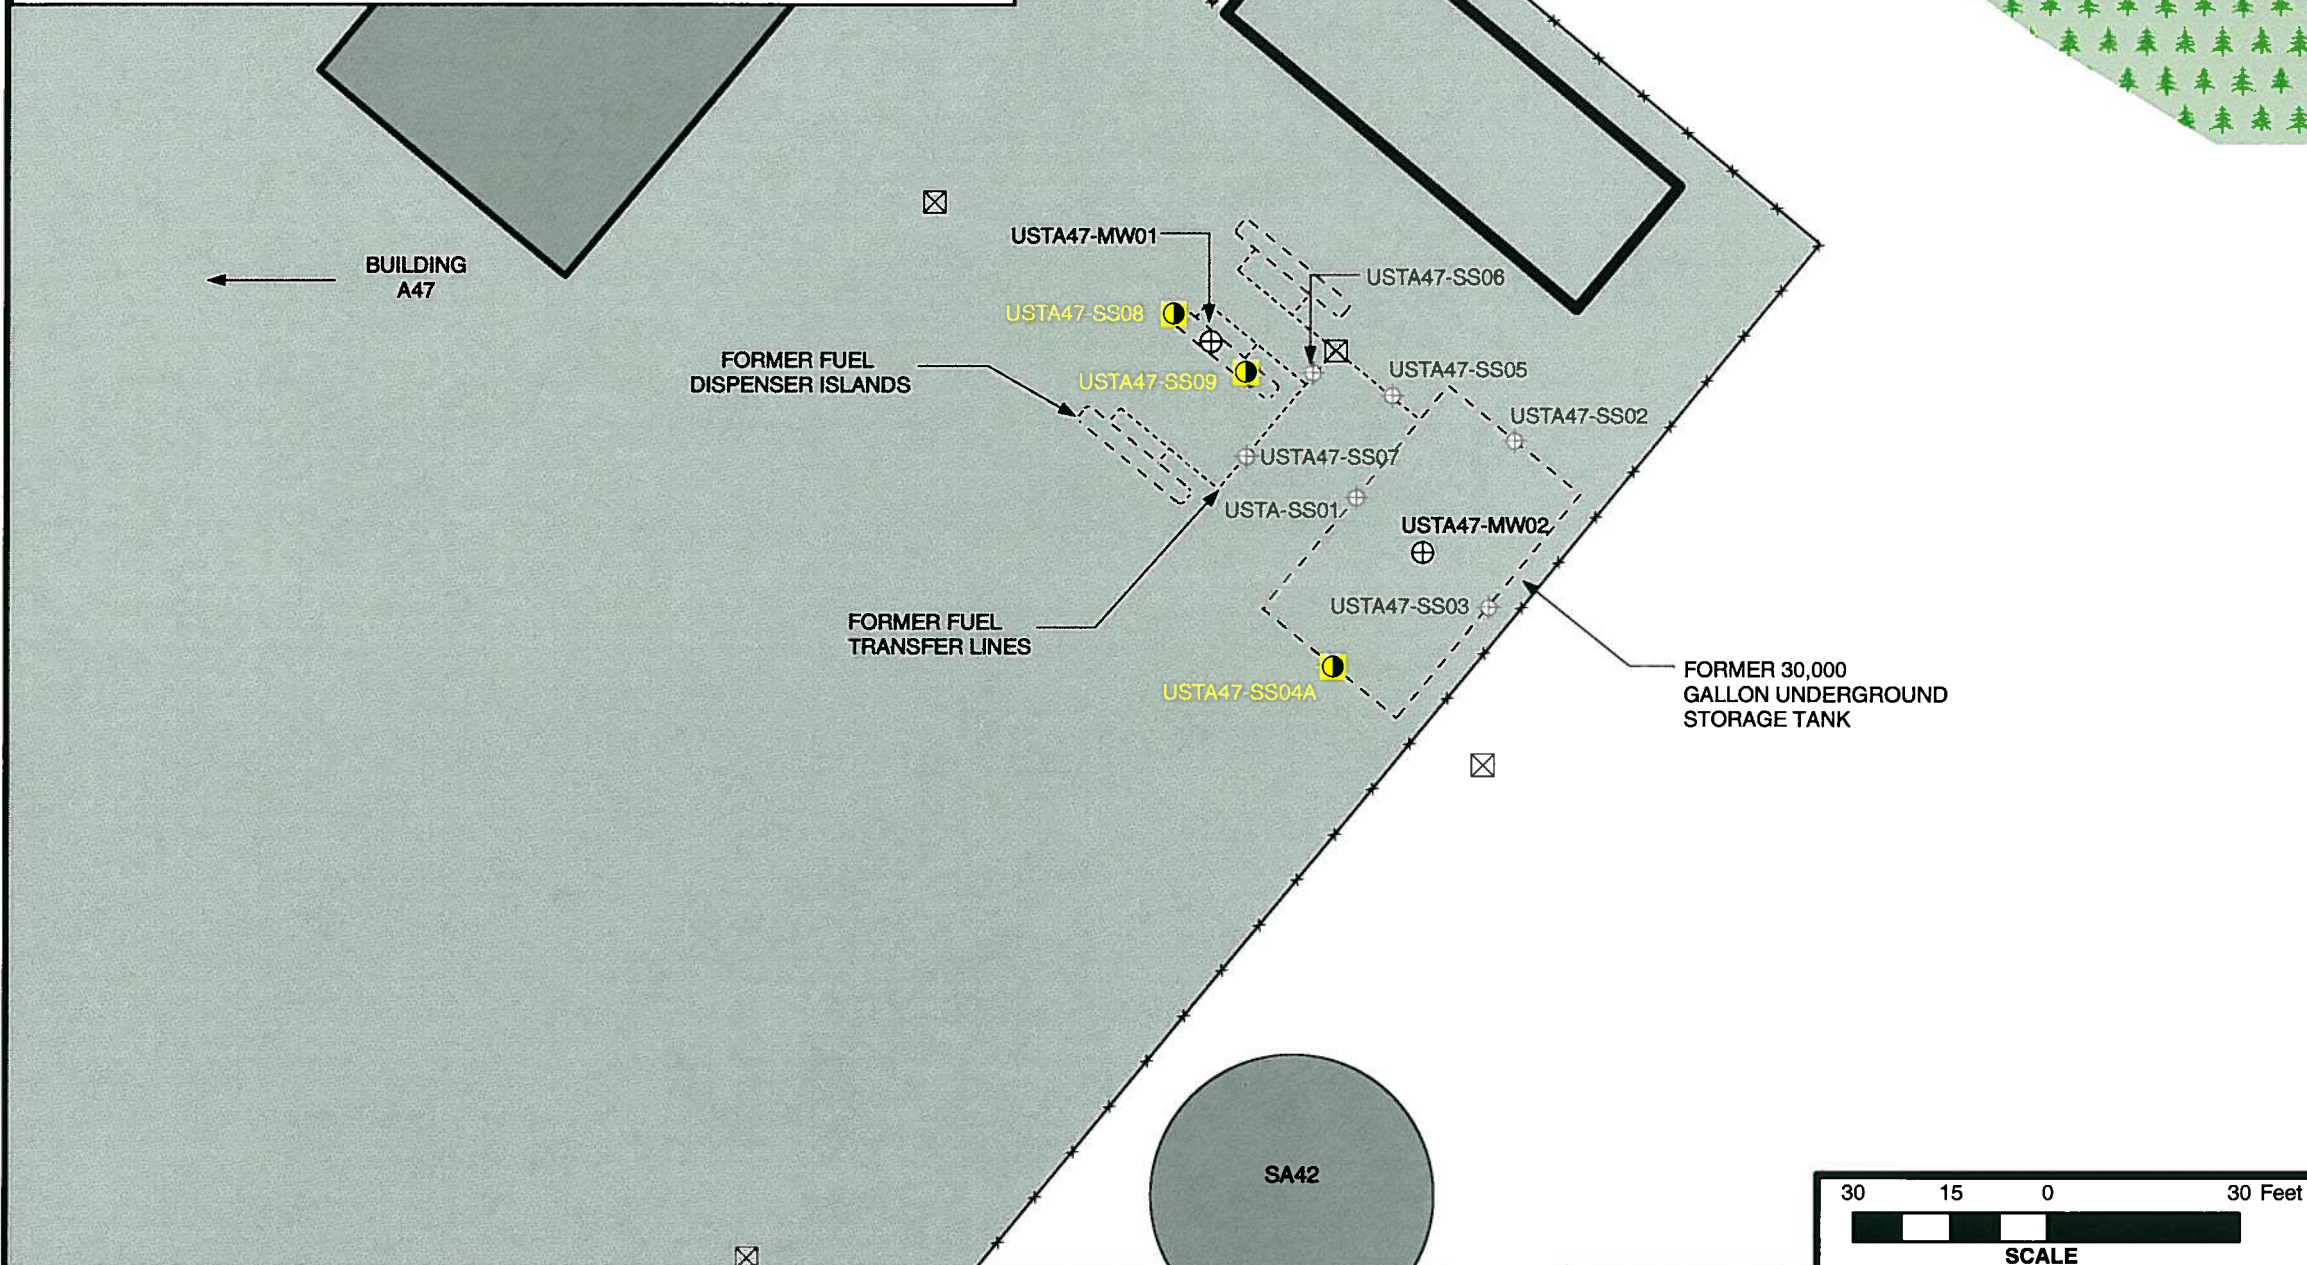 USTA47-MW01
BUILDING
A47
USTA47-SS06
USTA47-SS08
FORMER FUEL
DISPENSER ISLANDS
USTA47-SS09
USTA47-SS05
USTA47-SS02
USTA47-SS07
USTA-SS01
USTA47-MW02
USTA47-SS03
FORMER FUEL
TRANSFER LINES
USTA47-SS04A
FORMER 30,000
GALLON UNDERGROUND
STORAGE TANK
SA42
30 15 0 30 Feet
SCALE